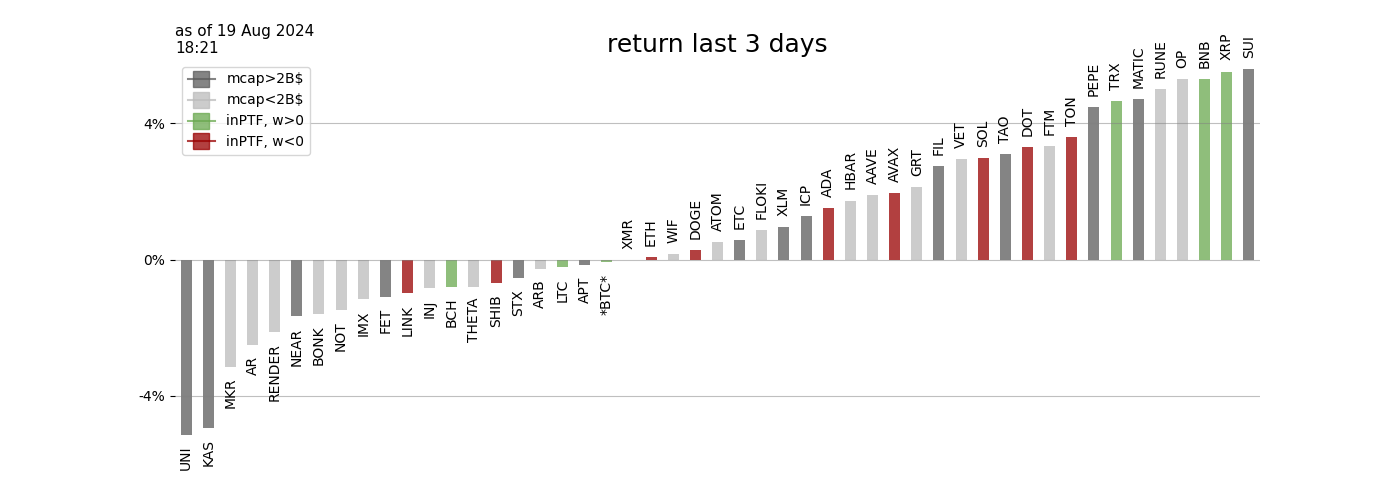 as of 19 Aug 2024
18:21
return last 3 days
mcap>2B$
mcap<2B$
inPTF, w>0
inPTF, w<0
4%
0%
-4%
UNI
KAS
MKR
AR
RENDER
NEAR
BONK
NOT
IMX
FET
LINK
INJ
BCH
THETA
SHIB
STX
ARB
LTC
APT
*BTC*
XMR
ETH
WIF
DOGE
ATOM
ETC
FLOKI
XLM
ICP
ADA
HBAR
AAVE
AVAX
GRT
FIL
VET
SOL
TAO
DOT
FTM
TON
PEPE
TRX
MATIC
RUNE
OP
BNB
XRP
SUI